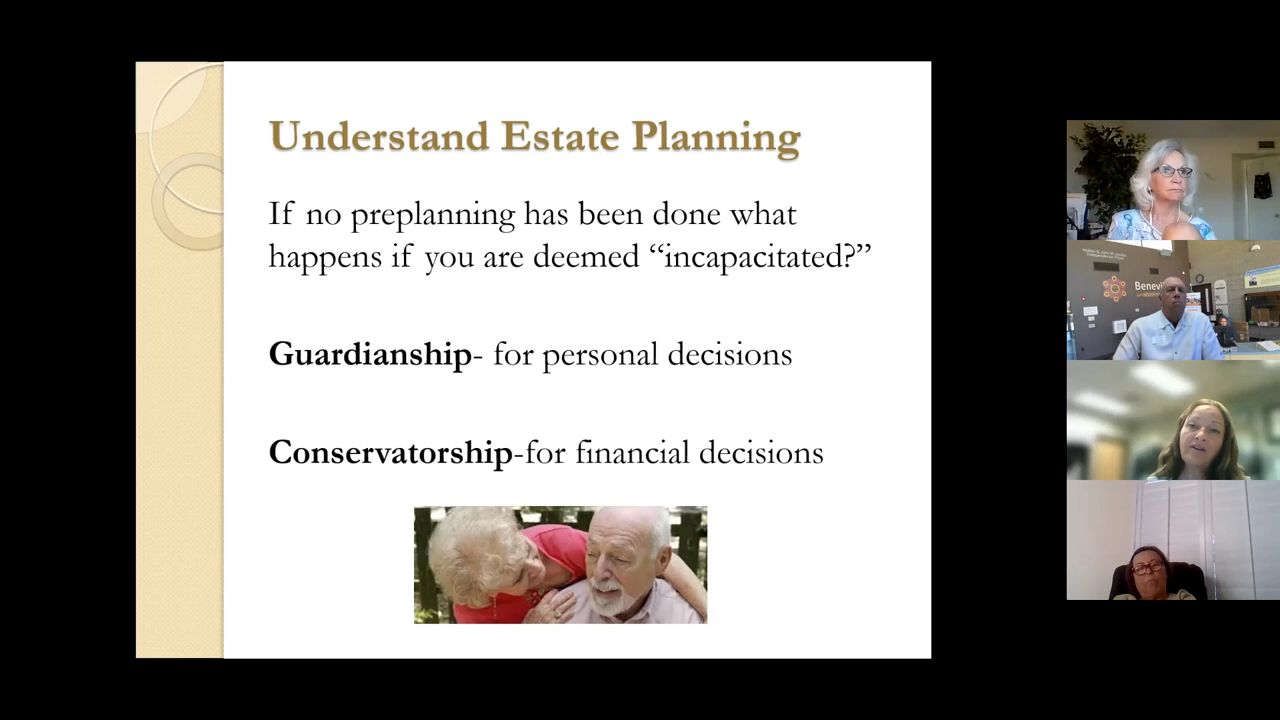 Understand Estate Planning
If no preplanning has been done what
happens if you are deemed “incapacitated?”
Guardianship- for personal decisions
Conservatorship-for financial decisions